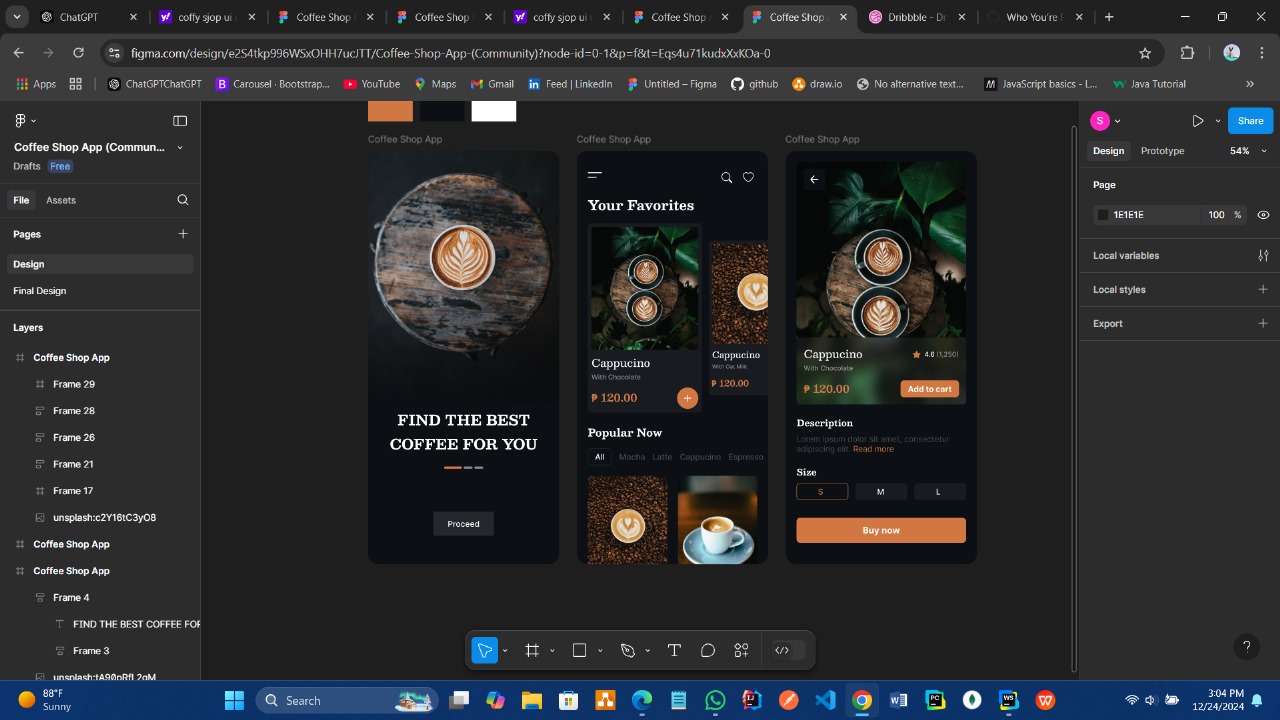 ChatGPT
coffy sjop ui
Coffee Shop
Coffee Shop
coffy sjop ui
Coffee Shop
Coffee Shop
Dribbble - Dr
Who You're
figma.com/design/e2S4tkp996WSxOHH7ucJTT/Coffee-Shop-App-(Community)?node-id=0-1&p=f&t=Eqs4u71kudxXxKOa-0
Apps
ChatGPTChatGPT
Carousel · Bootstrap...
YouTube
Maps
Gmail
Feed | LinkedIn
Untitled – Figma
github
draw.io
No alternative text...
JavaScript basics - L...
Java Tutorial
Coffee Shop App (Commun...
Drafts
Free
File
Assets
Pages
Design
Final Design
Layers
Coffee Shop App
Frame 29
Frame 28
Frame 26
Frame 21
Frame 17
unsplash:c2Y16tC3yO8
Coffee Shop App
Coffee Shop App
Frame 4
FIND THE BEST COFFEE FOR
Frame 3
Coffee Shop App
FIND THE BEST
COFFEE FOR YOU
Proceed
Coffee Shop App
Your Favorites
Cappucino
With Chocolate
₱ 120.00
+
Cappucino
With Oat Milk
₱ 120.00
Popular Now
All
Mocha
Latte
Cappucino
Espresso
Coffee Shop App
Cappucino
4.6 (1,250)
With Chocolate
₱ 120.00
Add to cart
Description
Lorem ipsum dolor sit amet, consectetur
adipiscing elit. Read more
Size
S
M
L
Buy now
S
Share
Design
Prototype
54%
Page
1E1E1E
100
%
Local variables
Local styles
Export
?
88°F
Sunny
Search
3:04 PM
12/24/2024